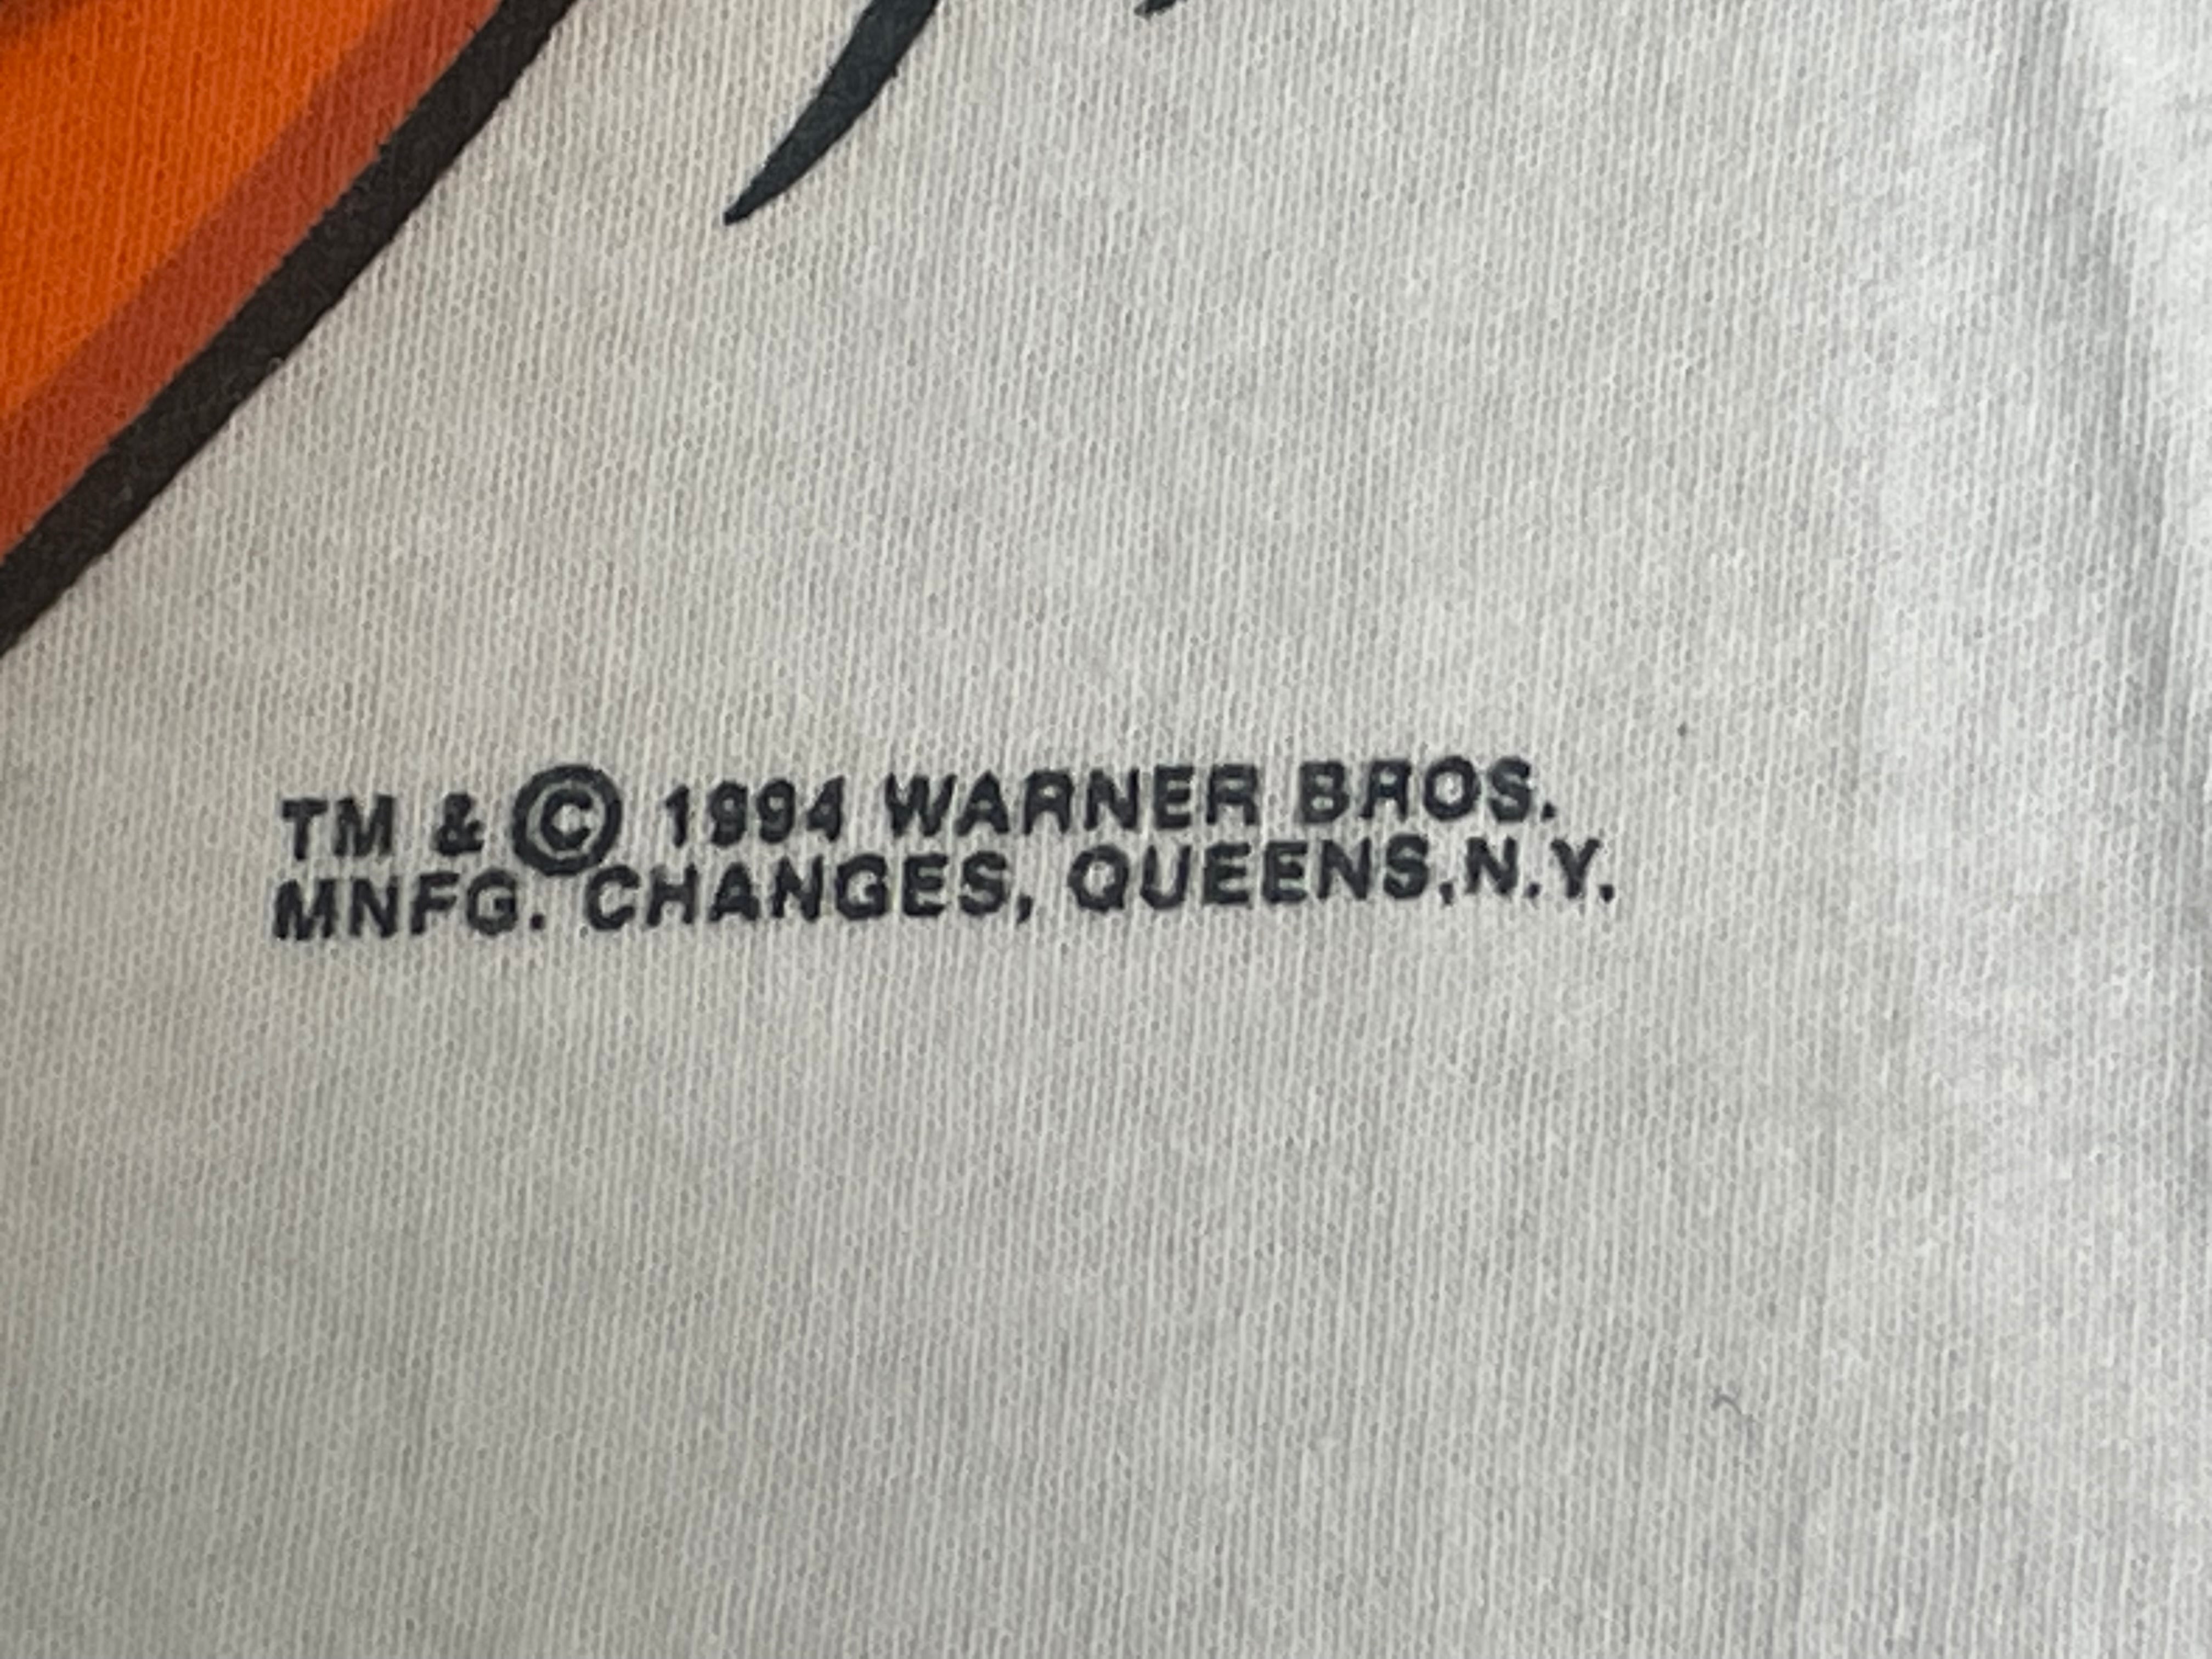 TM & © 1994 WARNER BROS.
MNFG. CHANGES, QUEENS,N.Y.